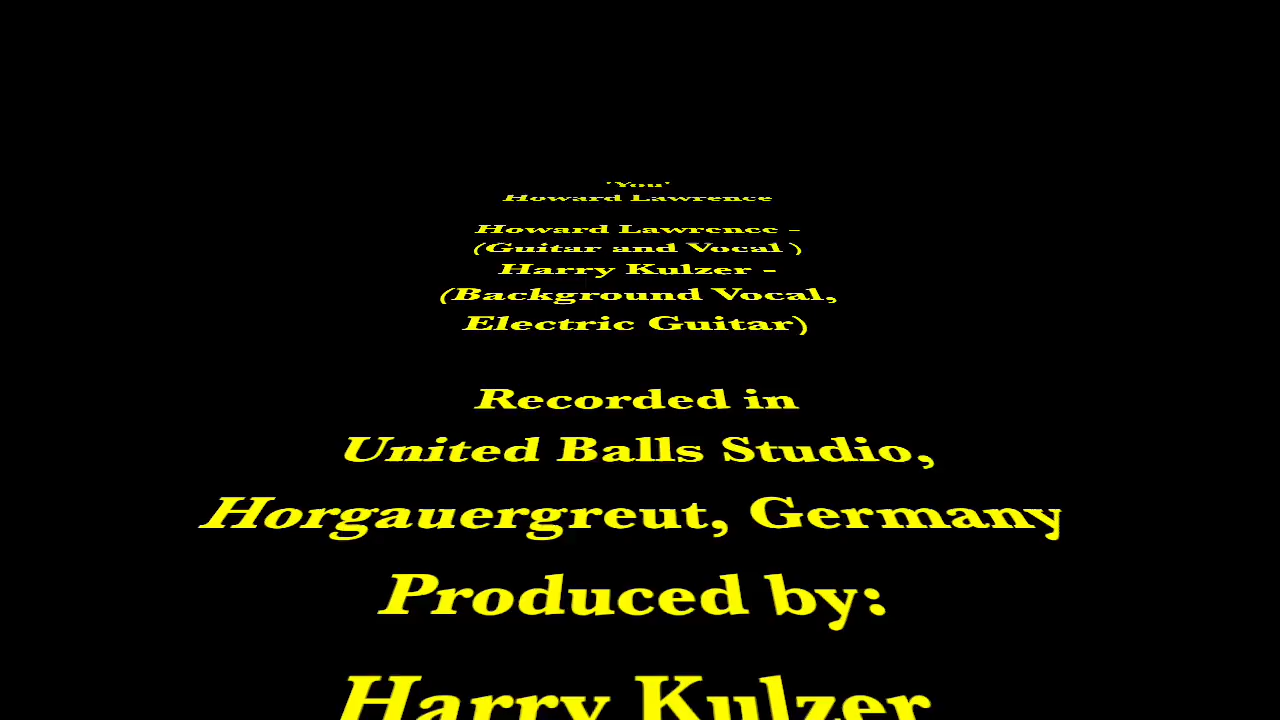 'You'
Howard Lawrence
Howard Lawrence -
(Guitar and Vocal )
Harry Kulzer -
(Background Vocal,
Electric Guitar)
Recorded in
United Balls Studio,
Horgauergreut, Germany
Produced by:
Harry Kulzer